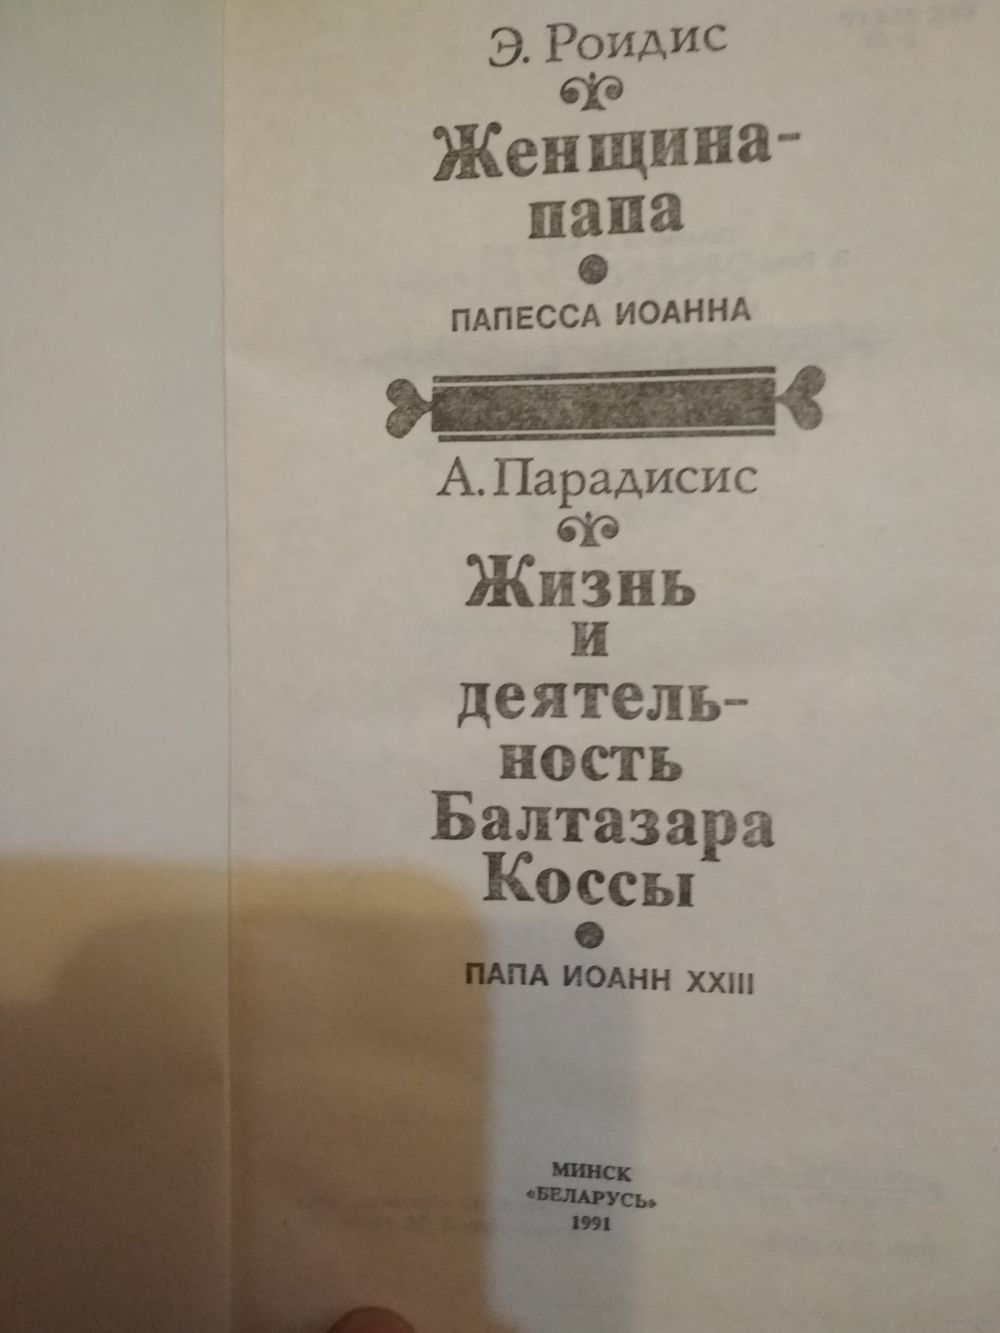 Э. Роидис
Женщина-
папа
ПАПЕССА ИОАННА
А. Парадисис
Жизнь
и
деятель-
ность
Балтазара
Коссы
ПАПА ИОАНН XXIII
МИНСК
«БЕЛАРУСЬ»
1991